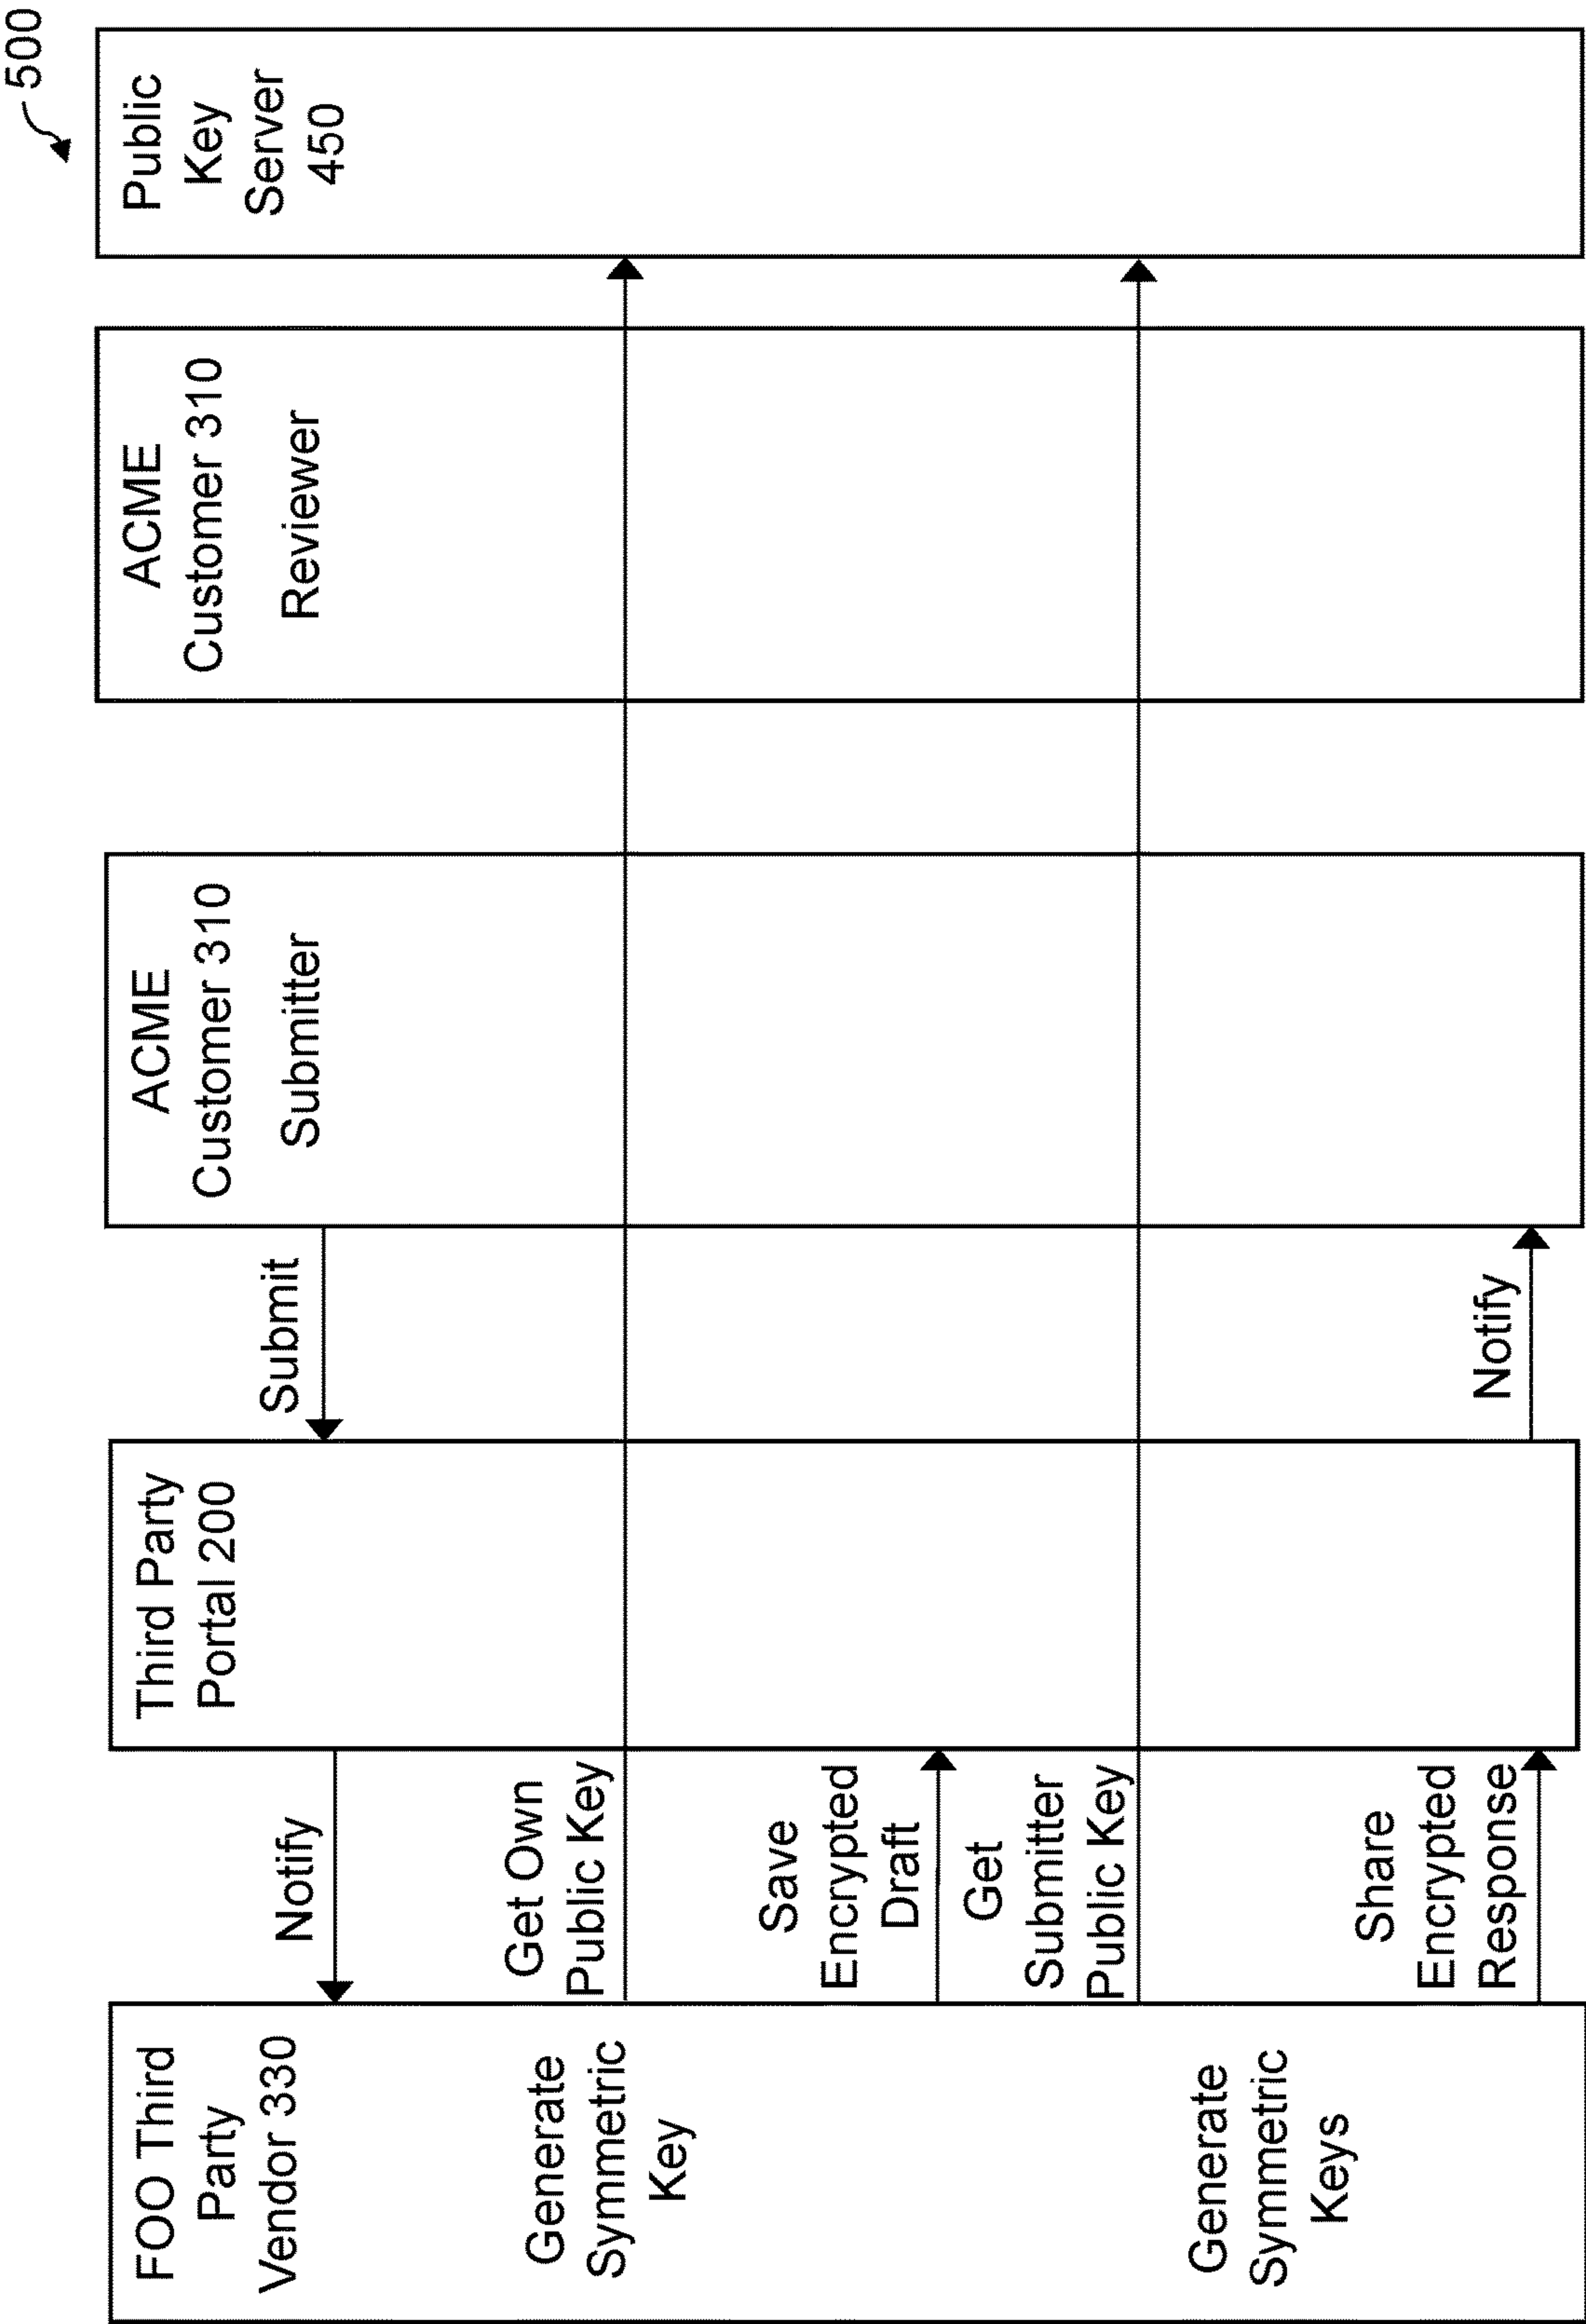 500
FOO Third
Party
Vendor 330
Third Party
Portal 200
ACME
Customer 310
Submitter
ACME
Customer 310
Reviewer
Public
Key
Server
450
Submit
Notify
Generate
Symmetric
Key
Get Own
Public Key
Save
Encrypted
Draft
Get
Submitter
Public Key
Generate
Symmetric
Keys
Share
Encrypted
Response
Notify